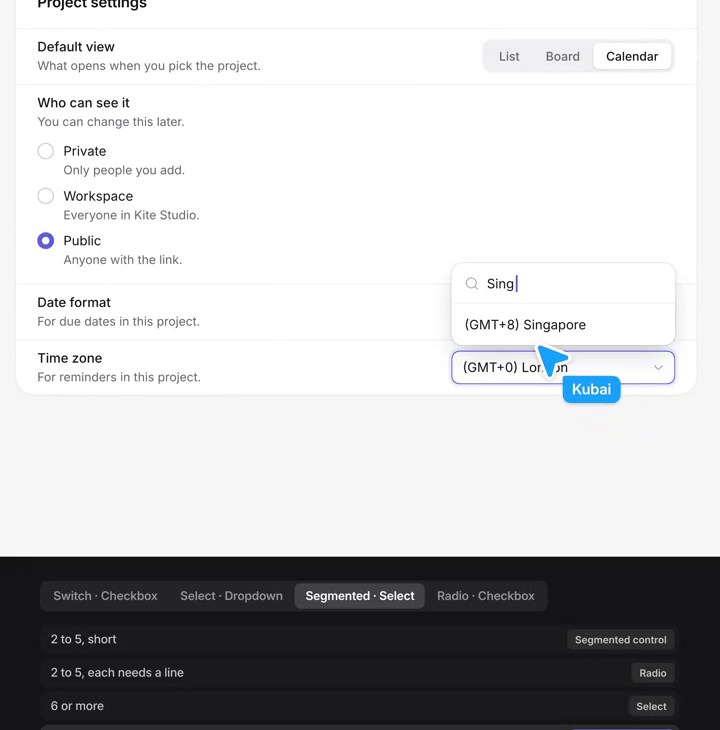 Project settings
Default view
What opens when you pick the project.
List
Board
Calendar
Who can see it
You can change this later.
Private
Only people you add.
Workspace
Everyone in Kite Studio.
Public
Anyone with the link.
Sing
(GMT+8) Singapore
Date format
For due dates in this project.
Time zone
For reminders in this project.
(GMT+0) London
Kubai
Switch · Checkbox
Select · Dropdown
Segmented · Select
Radio · Checkbox
2 to 5, short
Segmented control
2 to 5, each needs a line
Radio
6 or more
Select